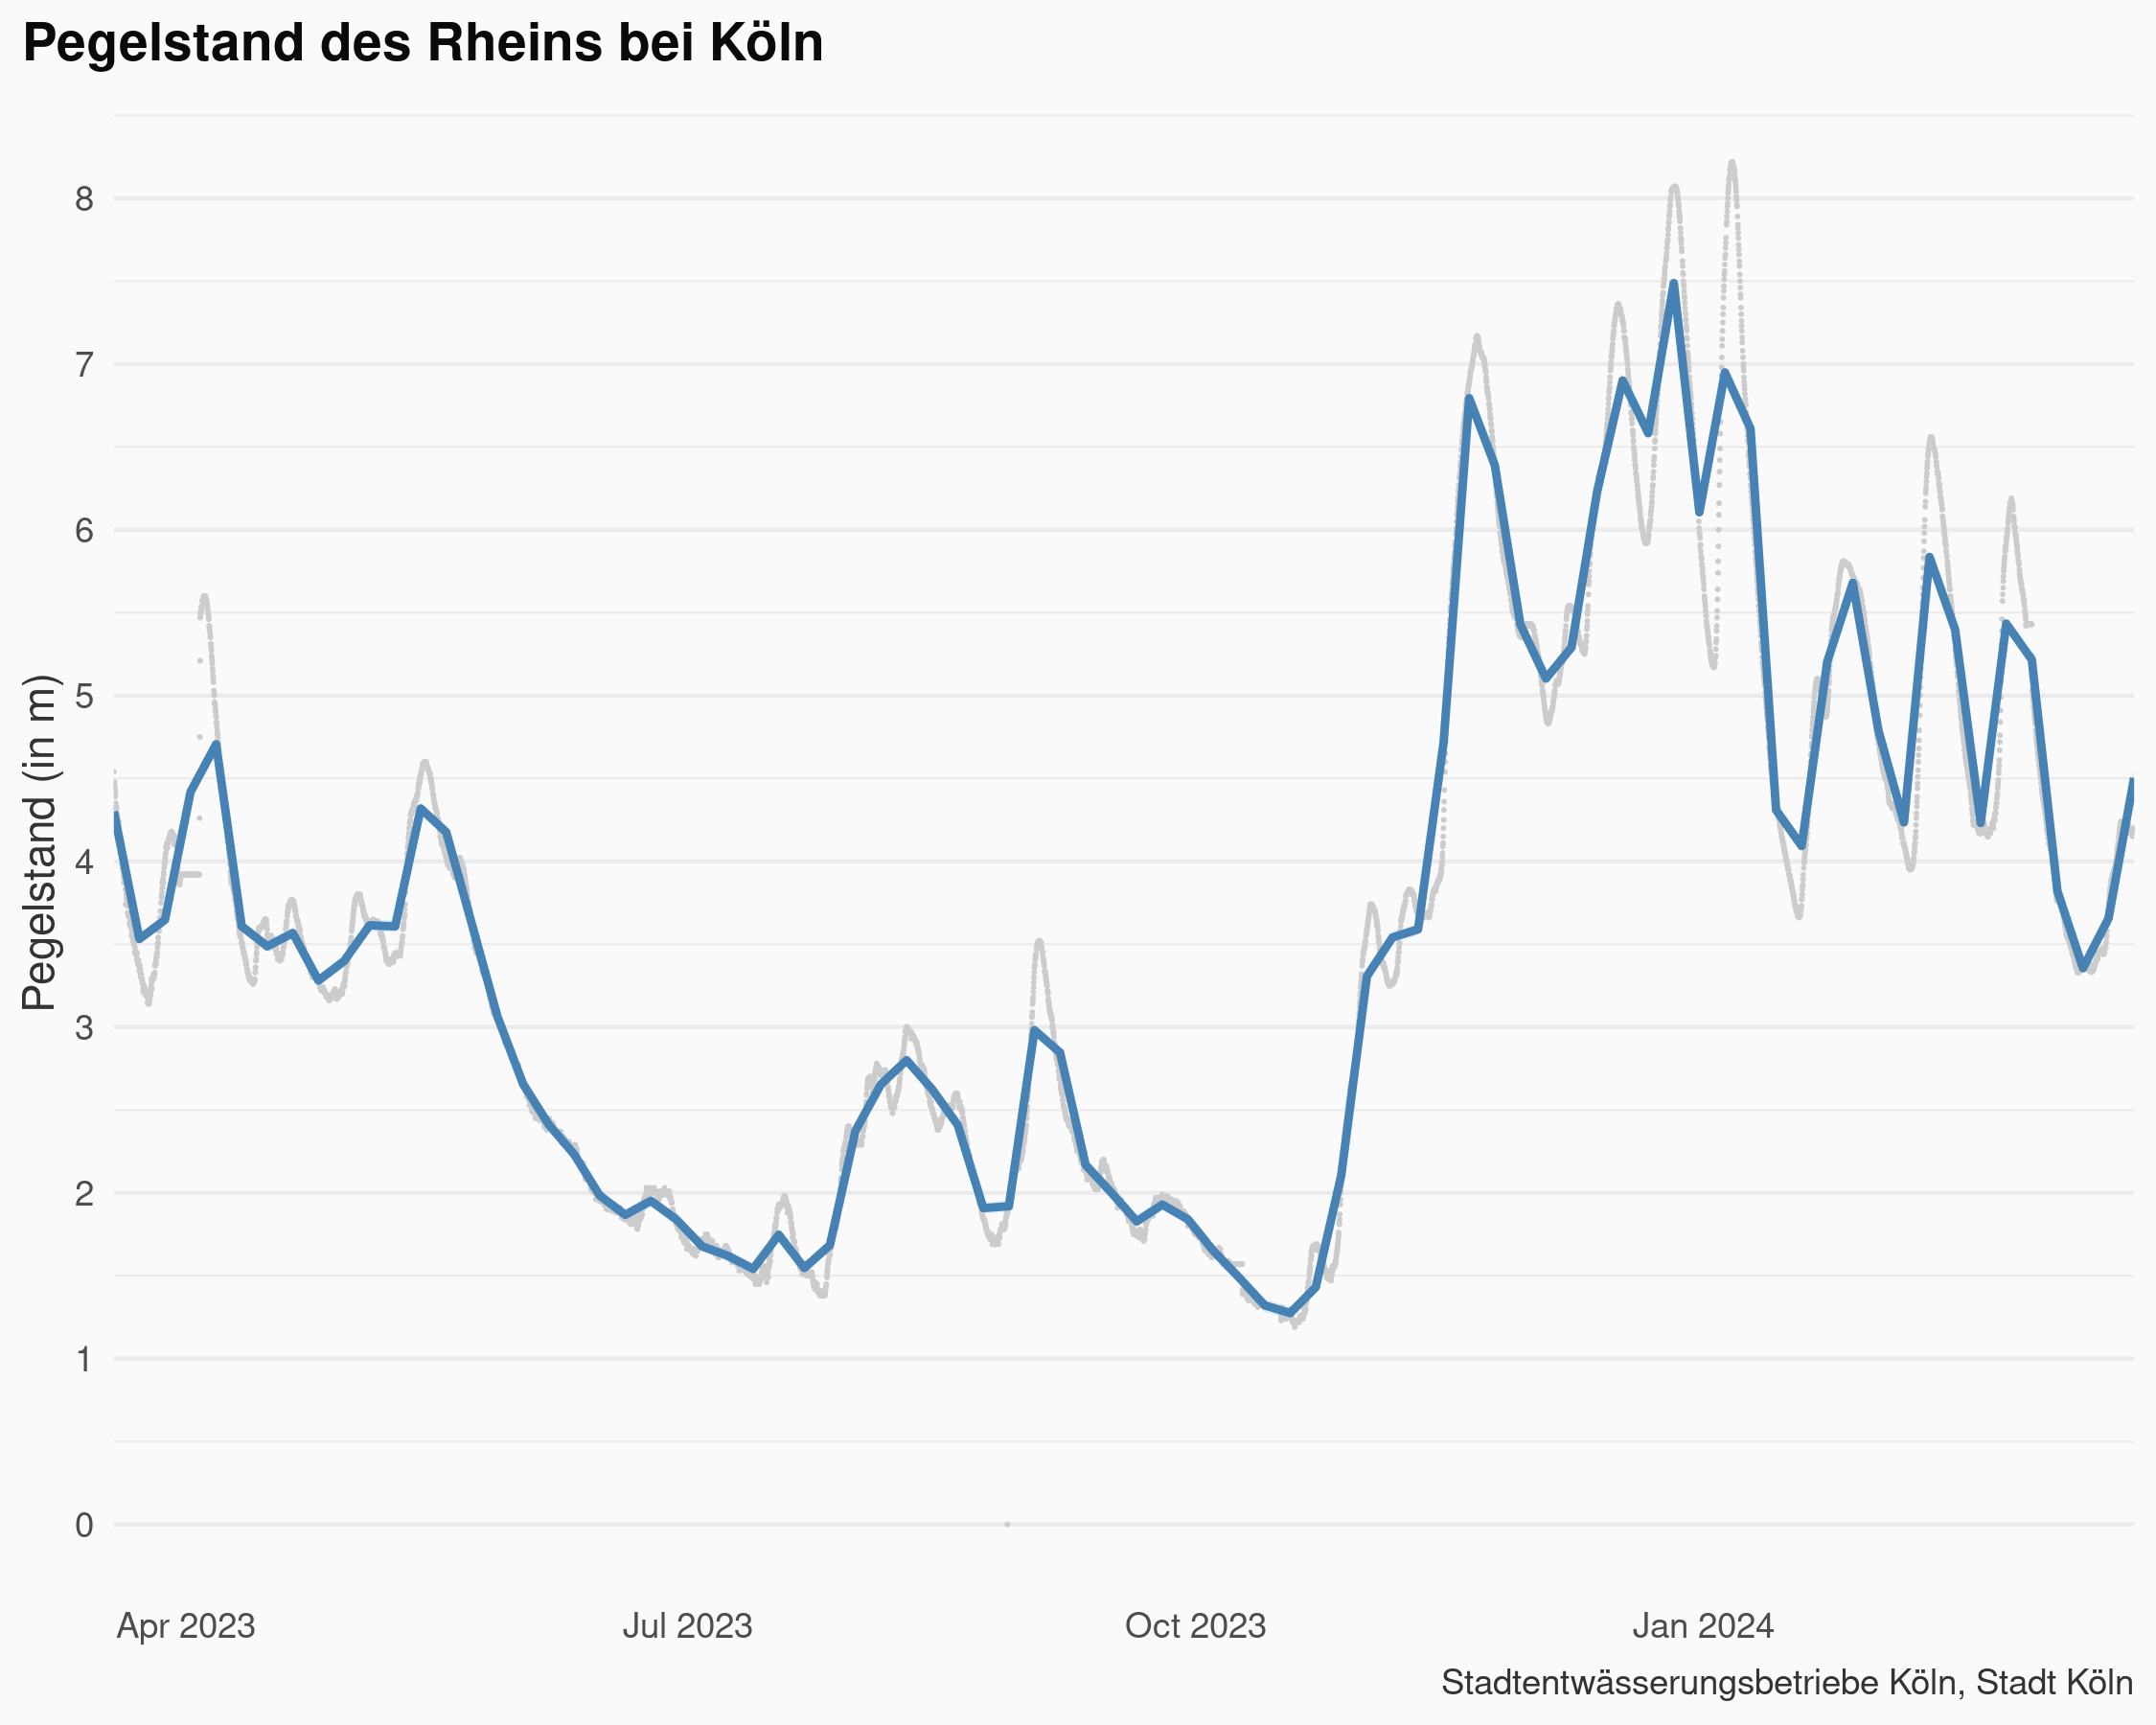 Pegelstand des Rheins bei Köln
Pegelstand (in m)
8
7
6
5
4
3
2
1
0
Apr 2023
Jul 2023
Oct 2023
Jan 2024
Stadtentwässerungsbetriebe Köln, Stadt Köln